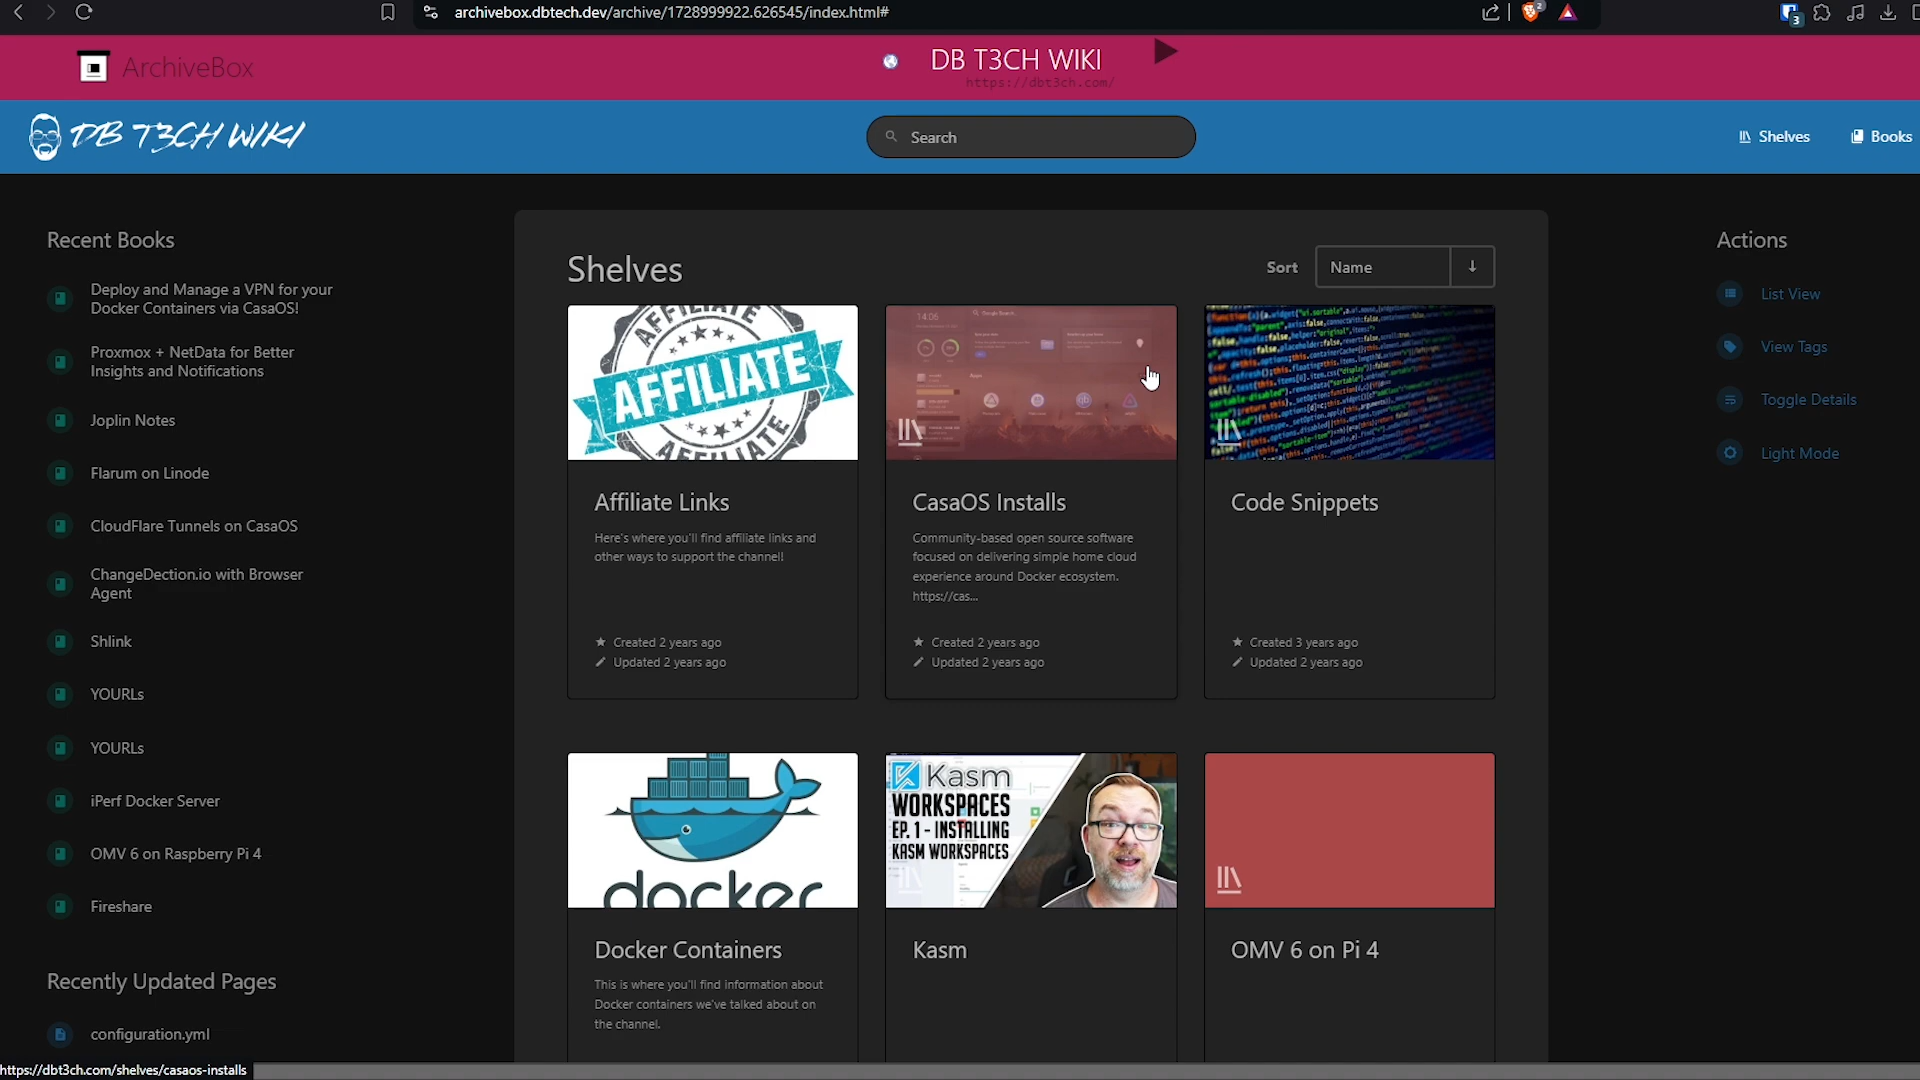 archivebox.dbtech.dev/archive/1728999922.626545/index.html#
2
3
ArchiveBox
DB T3CH WIKI
https://dbt3ch.com/
DB T3CH WIKI
Search
Shelves
Books
Recent Books
Deploy and Manage a VPN for your
Docker Containers via CasaOS!
Proxmox + NetData for Better
Insights and Notifications
Joplin Notes
Flarum on Linode
CloudFlare Tunnels on CasaOS
ChangeDection.io with Browser
Agent
Shlink
YOURLs
YOURLs
iPerf Docker Server
OMV 6 on Raspberry Pi 4
Fireshare
Recently Updated Pages
configuration.yml
Shelves
Sort
Name
AFFILIATE
AFFILIATE
AFFILIATE
14:05
Google Search
Apps
Affiliate Links
Here's where you'll find affiliate links and
other ways to support the channel!
Created 2 years ago
Updated 2 years ago
CasaOS Installs
Community-based open source software
focused on delivering simple home cloud
experience around Docker ecosystem.
https://cas...
Created 2 years ago
Updated 2 years ago
Code Snippets
Created 3 years ago
Updated 2 years ago
docker
Docker Containers
This is where you'll find information about
Docker containers we've talked about on
the channel.
Kasm
WORKSPACES
EP. 1 - INSTALLING
KASM WORKSPACES
Kasm
OMV 6 on Pi 4
Actions
List View
View Tags
Toggle Details
Light Mode
https://dbt3ch.com/shelves/casaos-installs